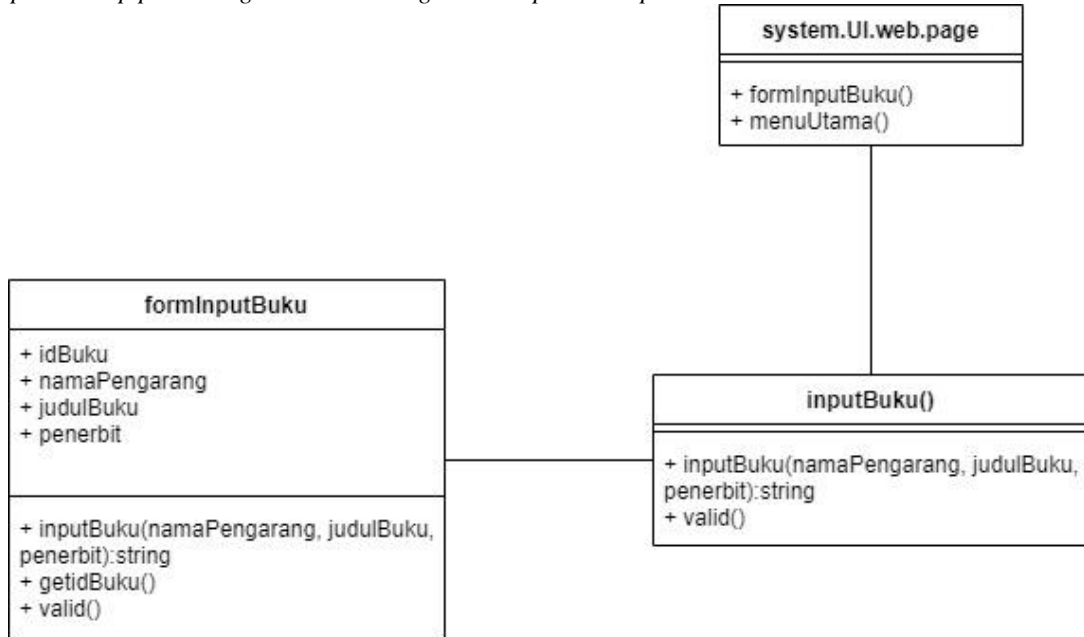 system.UI.web.page
+ formInputBuku()
+ menuUtama()
formInputBuku
+ idBuku
+ namaPengarang
+ judulBuku
+ penerbit
+ inputBuku(namaPengarang, judulBuku,
penerbit):string
+ getidBuku()
+ valid()
inputBuku()
+ inputBuku(namaPengarang, judulBuku,
penerbit):string
+ valid()